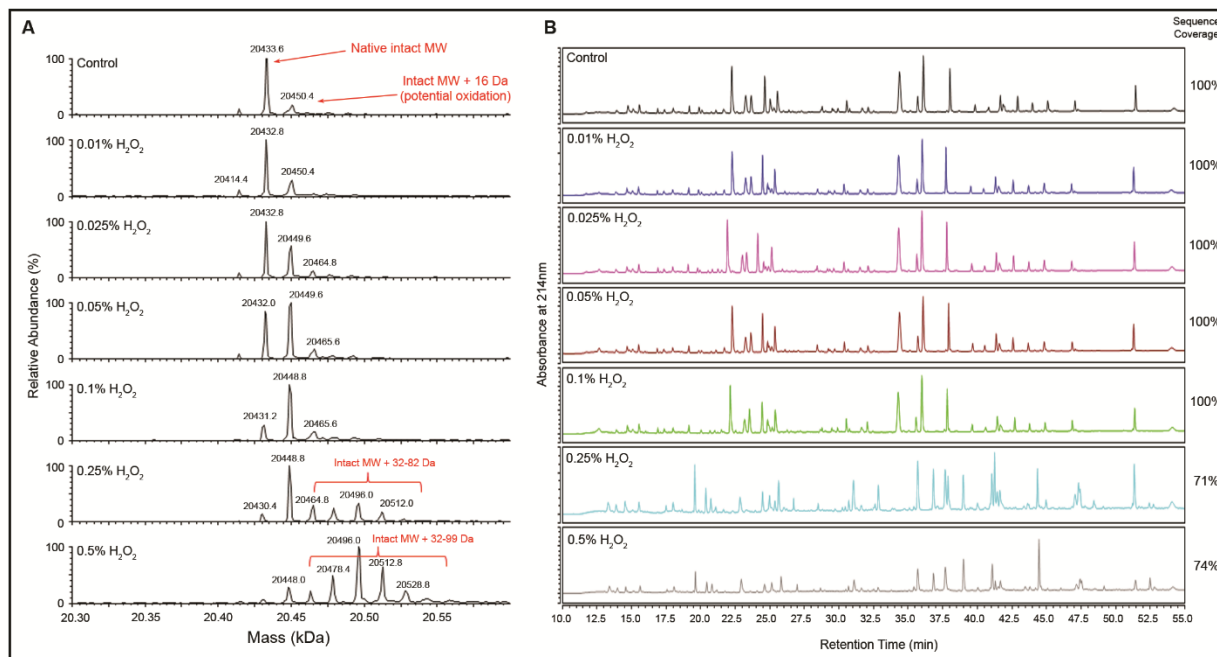 A
Control
20433.6
Native intact MW
20450.4
Intact MW + 16 Da
(potential oxidation)
100
0
0.01% H₂O₂
20432.8
20414.4
20450.4
100
0
0.025% H₂O₂
20432.8
20449.6
20464.8
100
0
0.05% H₂O₂
20432.0
20449.6
20465.6
100
0
0.1% H₂O₂
20448.8
20431.2
20465.6
100
0
0.25% H₂O₂
20448.8
Intact MW + 32-82 Da
20430.4
20464.8
20496.0
20512.0
100
0
0.5% H₂O₂
Intact MW + 32-99 Da
20496.0
20448.0
20478.4
20512.8
20528.8
100
0
20.30 20.35 20.40 20.45 20.50 20.55
Mass (kDa)
Relative Abundance (%)
B
Sequence
Coverage
Control
100%
0.01% H₂O₂
100%
0.025% H₂O₂
100%
0.05% H₂O₂
100%
0.1% H₂O₂
100%
0.25% H₂O₂
71%
0.5% H₂O₂
74%
10.0 12.5 15.0 17.5 20.0 22.5 25.0 27.5 30.0 32.5 35.0 37.5 40.0 42.5 45.0 47.5 50.0 52.5 55.0
Retention Time (min)
Absorbance at 214nm